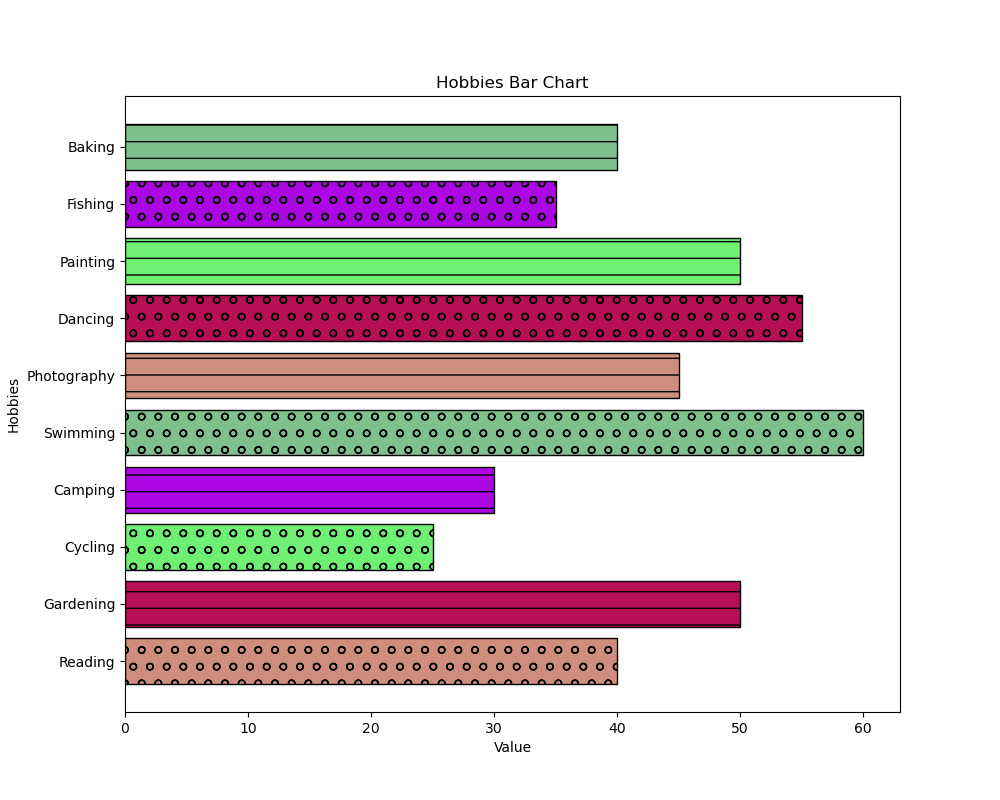 Hobbies Bar Chart
Hobbies
Baking
Fishing
Painting
Dancing
Photography
Swimming
Camping
Cycling
Gardening
Reading
0 10 20 30 40 50 60
Value